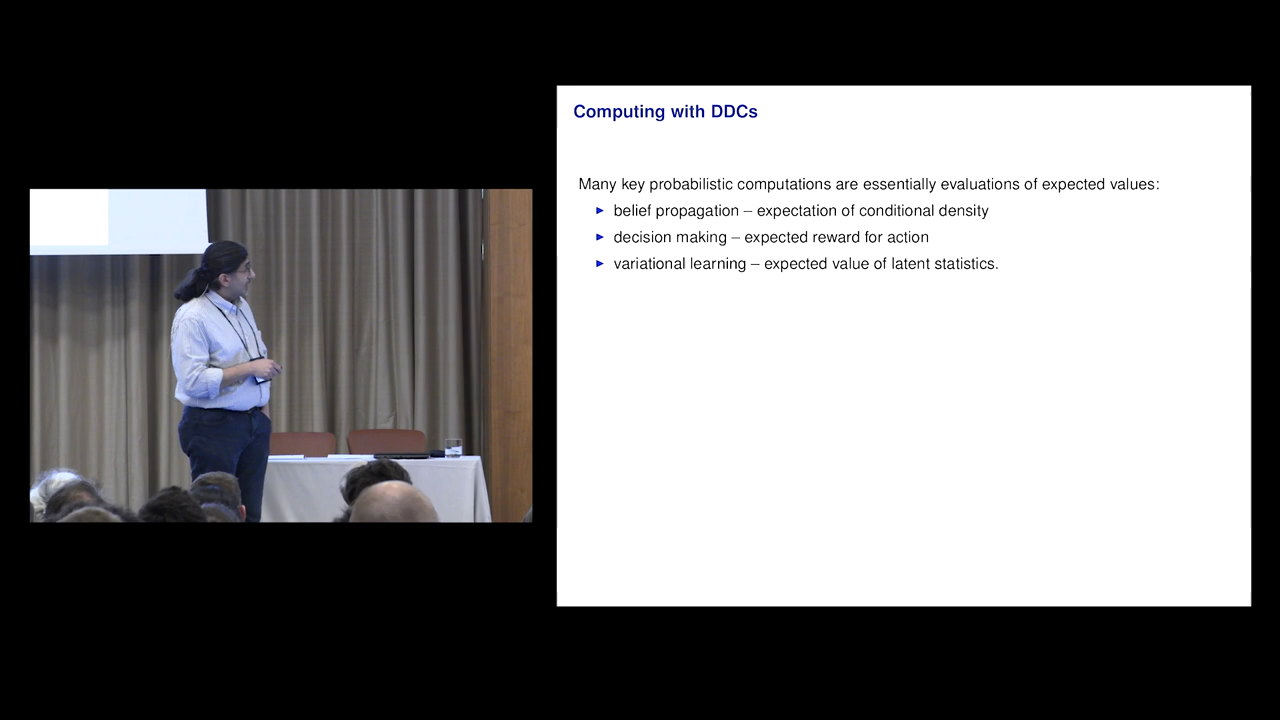 Computing with DDCs
Many key probabilistic computations are essentially evaluations of expected values:
► belief propagation – expectation of conditional density
► decision making – expected reward for action
► variational learning – expected value of latent statistics.